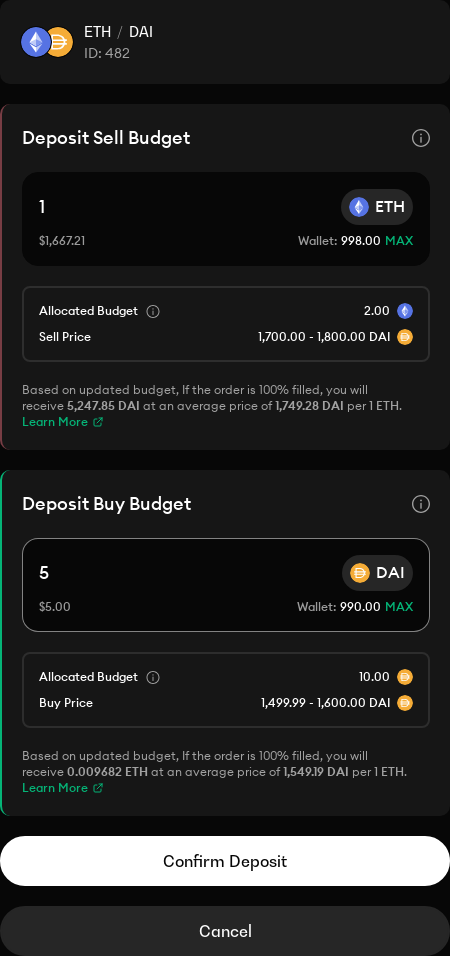 ETH / DAI
ID: 482
Deposit Sell Budget
1 ETH
$1,667.21 Wallet: 998.00 MAX
Allocated Budget 2.00
Sell Price 1,700.00 - 1,800.00 DAI
Based on updated budget, If the order is 100% filled, you will
receive 5,247.85 DAI at an average price of 1,749.28 DAI per 1 ETH.
Learn More
Deposit Buy Budget
5 DAI
$5.00 Wallet: 990.00 MAX
Allocated Budget 10.00
Buy Price 1,499.99 - 1,600.00 DAI
Based on updated budget, If the order is 100% filled, you will
receive 0.009682 ETH at an average price of 1,549.19 DAI per 1 ETH.
Learn More
Confirm Deposit
Cancel